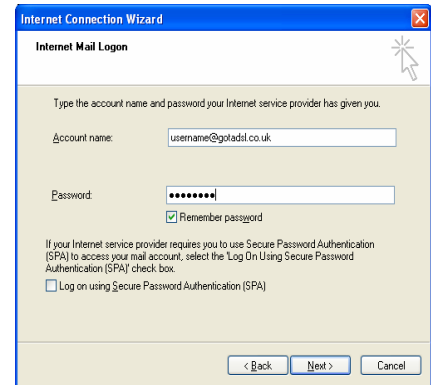 Internet Connection Wizard
Internet Mail Logon
Type the account name and password your Internet service provider has given you.
Account name:
username@gotadsl.co.uk
Password:
●●●●●●●●
Remember password
If your Internet service provider requires you to use Secure Password Authentication
(SPA) to access your mail account, select the 'Log On Using Secure Password
Authentication (SPA)' check box.
Log on using Secure Password Authentication (SPA)
< Back
Next >
Cancel